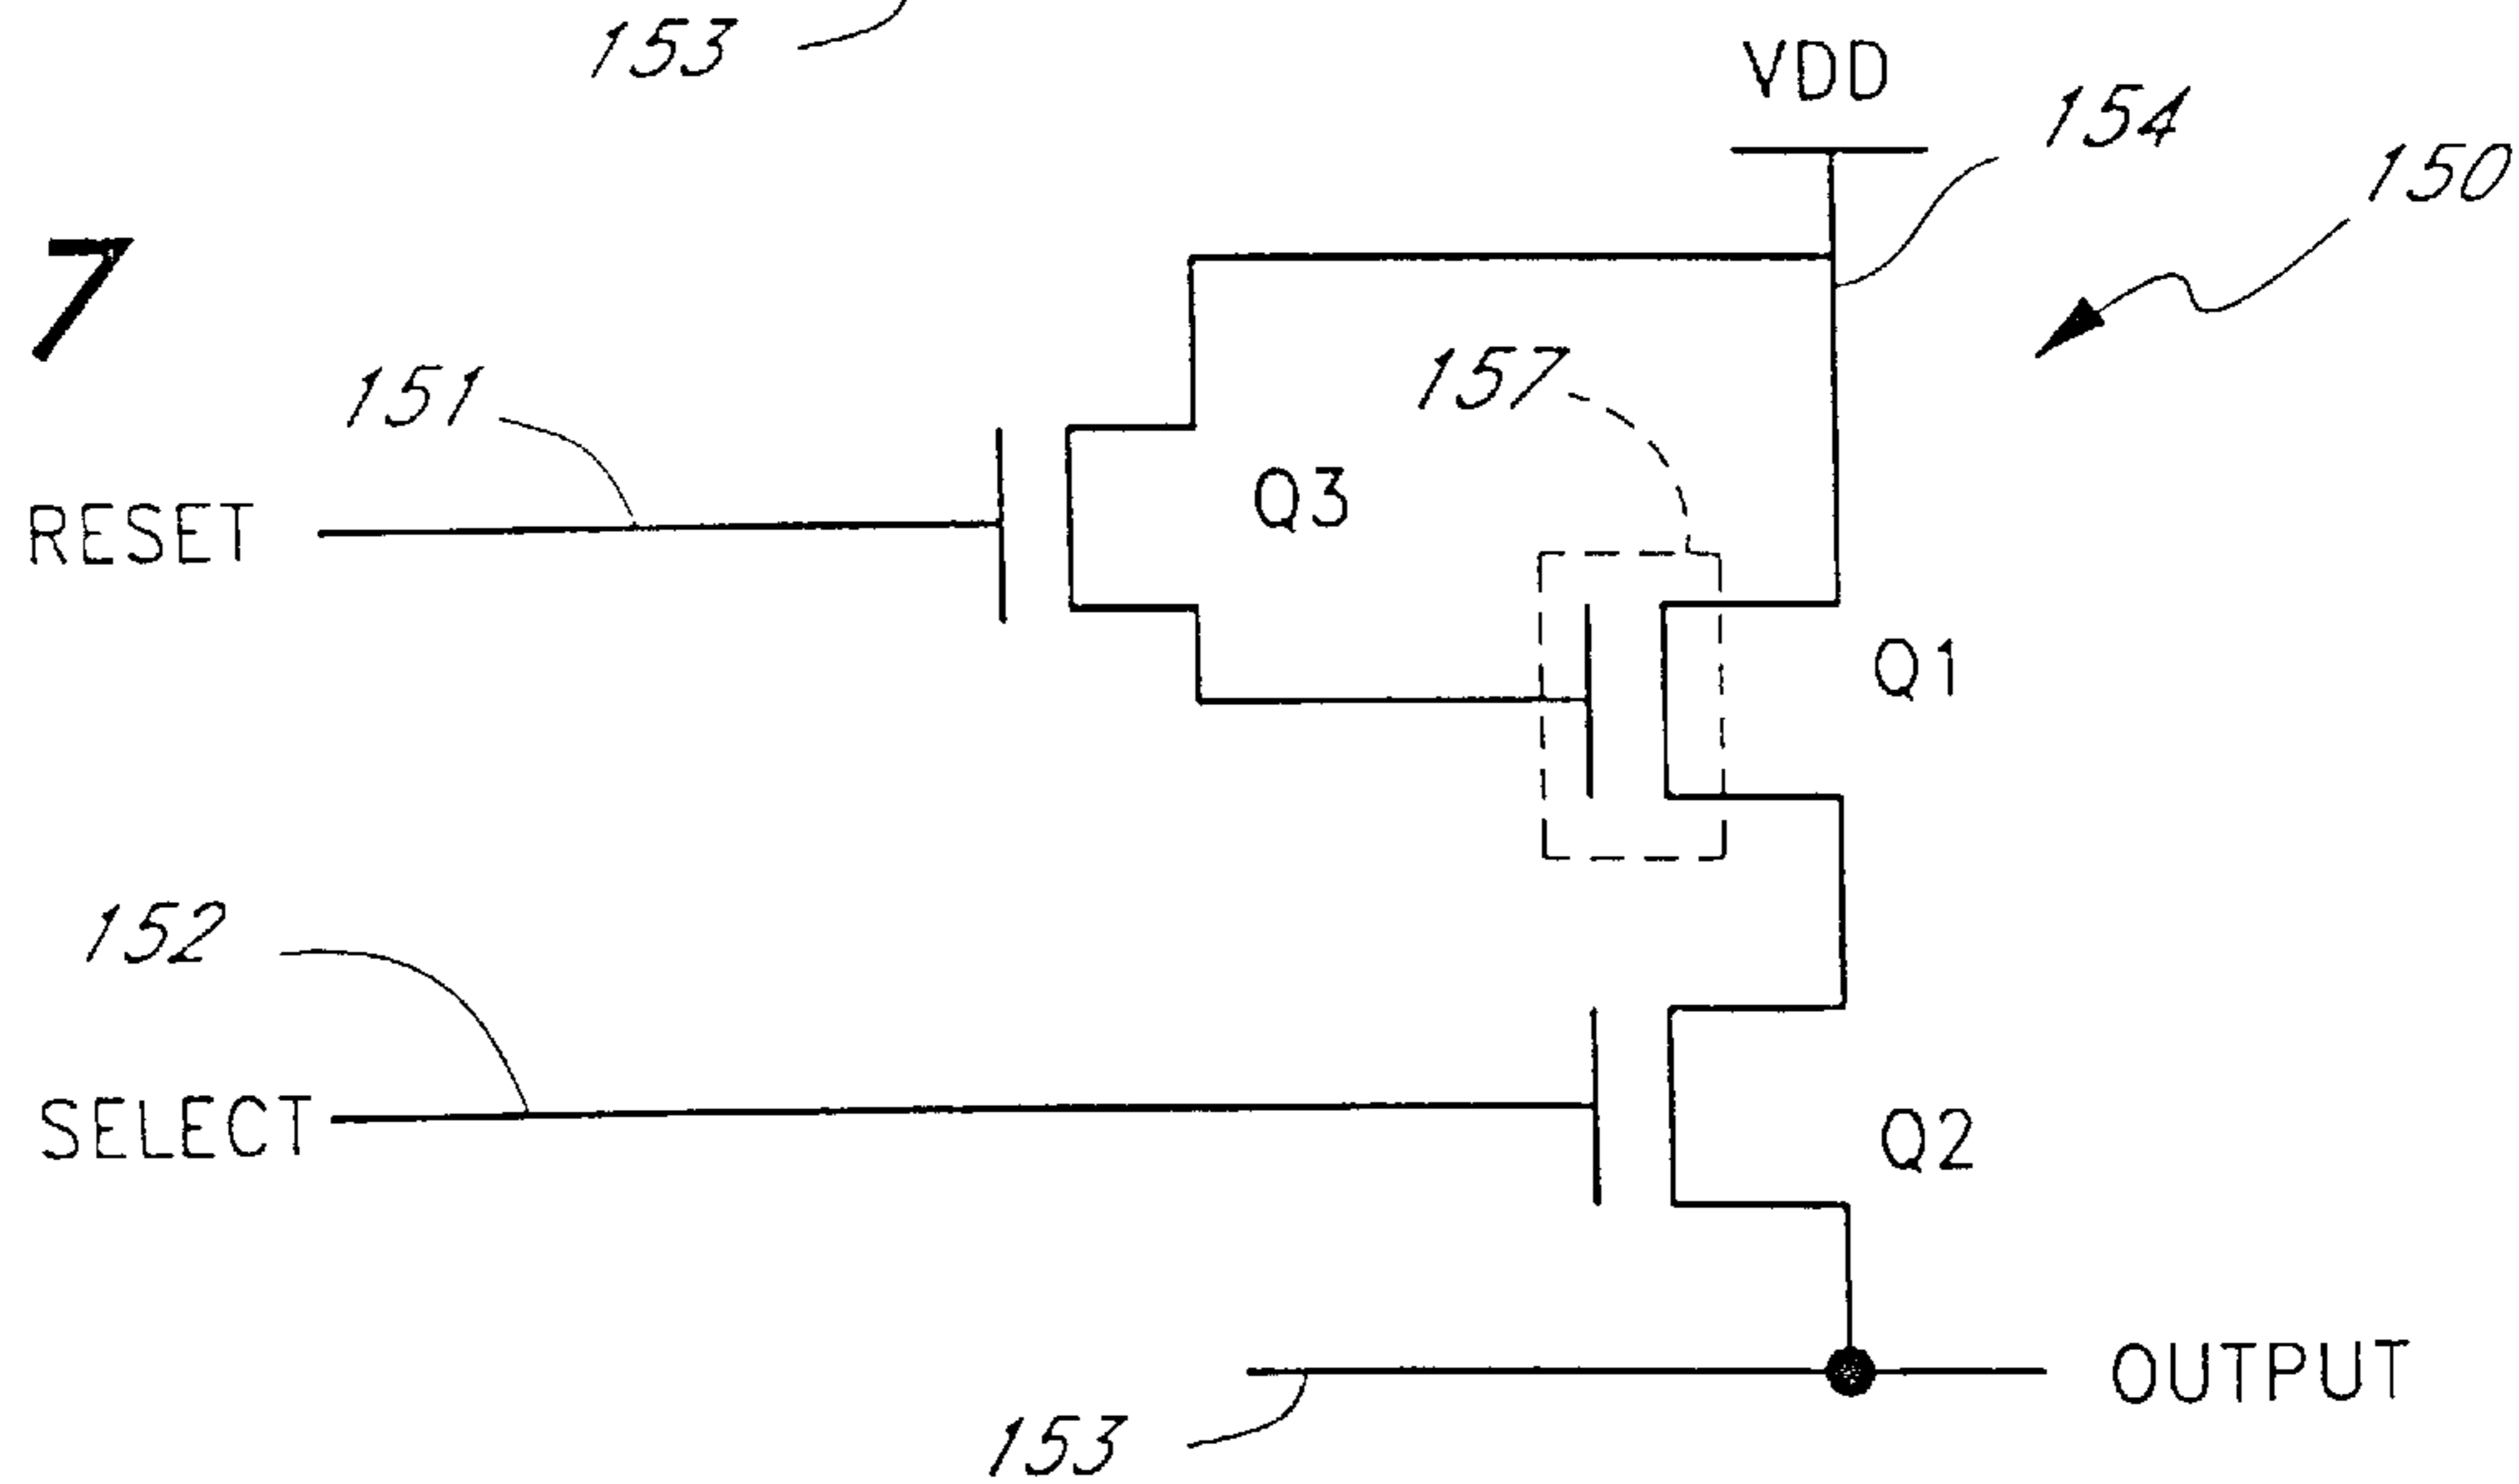 153
VDD
154
150
7
157
151
Q3
RESET
Q1
152
SELECT
Q2
OUTPUT
153